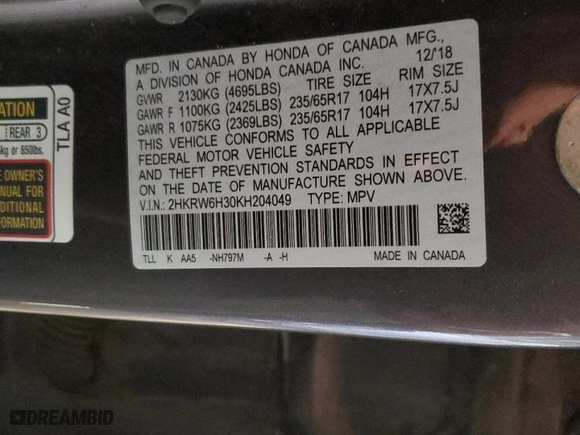 MFD. IN CANADA BY HONDA OF CANADA MFG.,
A DIVISION OF HONDA CANADA INC. 12/'18
GVWR 2130KG (4695LBS) TIRE SIZE RIM SIZE
GAWR F 1100KG (2425LBS) 235/65R17 104H 17X7.5J
GAWR R 1075KG (2369LBS) 235/65R17 104H 17X7.5J
THIS VEHICLE CONFORMS TO ALL APPLICABLE
FEDERAL MOTOR VEHICLE SAFETY
AND THEFT PREVENTION STANDARDS IN EFFECT
ON THE DATE OF MANUFACTURE SHOWN ABOVE.
V.I.N.: 2HKRW6H30KH204049 TYPE: MPV
TLL K AA5 -NH797M -A -H MADE IN CANADA
REAR 3
kg or 850lbs.
OWNER'S
FOR
TLA A0
DREAMBID